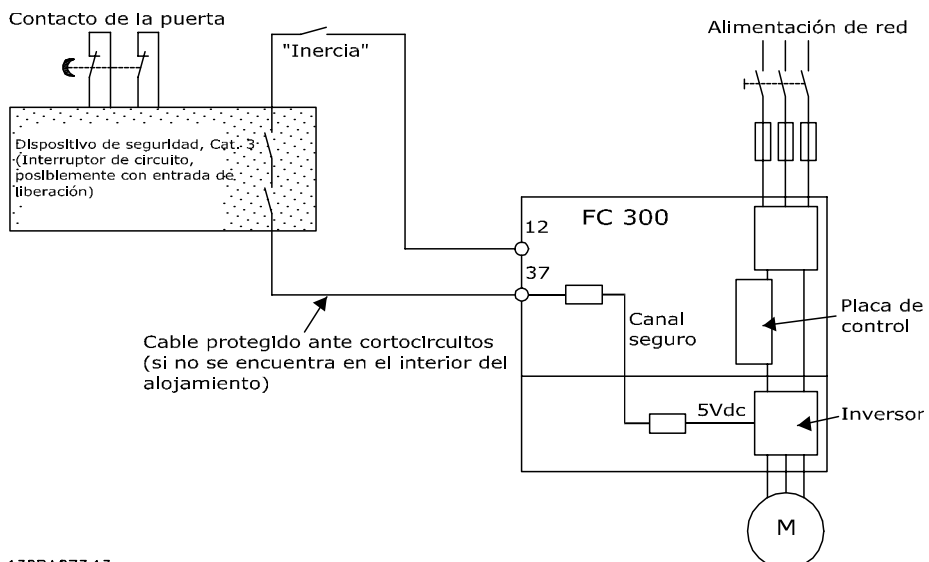 Contacto de la puerta
"Inercia"
Alimentación de red
Dispositivo de seguridad, Cat. 3
(Interruptor de circuito,
posiblemente con entrada de
liberación)
FC 300
12
37
Cable protegido ante cortocircuitos
(si no se encuentra en el interior del
alojamiento)
Canal
seguro
Placa de
control
5Vdc
Inversor
M